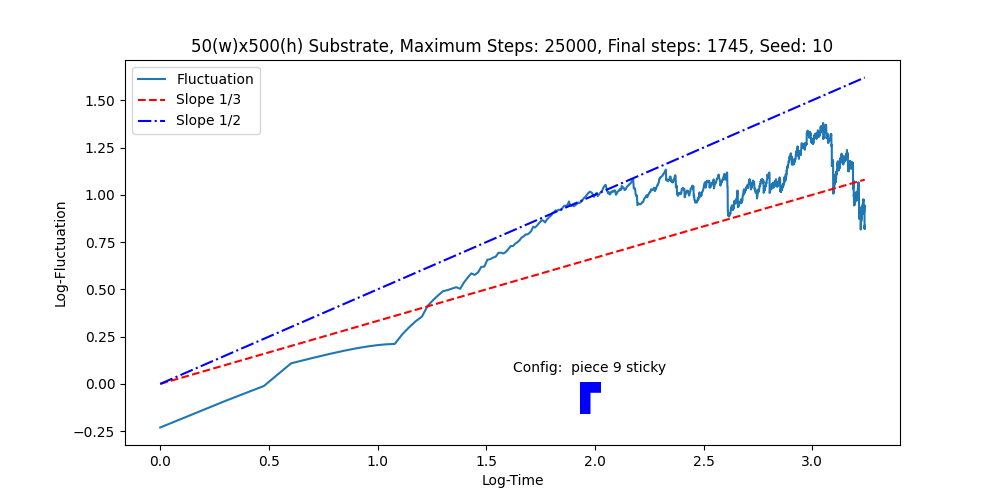 50(w)x500(h) Substrate, Maximum Steps: 25000, Final steps: 1745, Seed: 10
Fluctuation
Slope 1/3
Slope 1/2
1.50
1.25
1.00
0.75
0.50
0.25
0.00
−0.25
Log-Fluctuation
Config:  piece 9 sticky
0.0
0.5
1.0
1.5
2.0
2.5
3.0
Log-Time